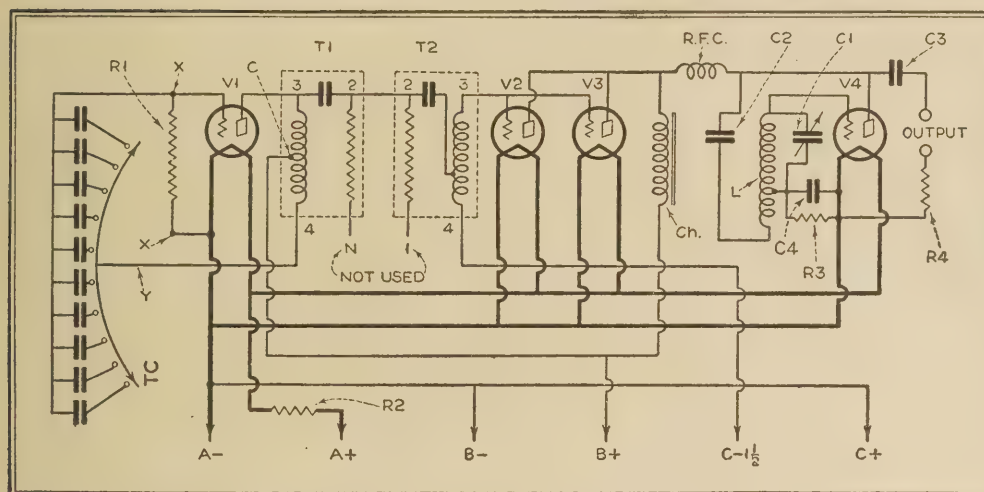 T1
T2
R.F.C.
C2
C1
C3
R1
X
V1
C
3
2
2
3
V2
V3
V4
OUTPUT
L
X
4
N
4
Ch.
C4
R3
R4
Y
NOT USED
TC
R2
A-
A+
B-
B+
C-1½
C+